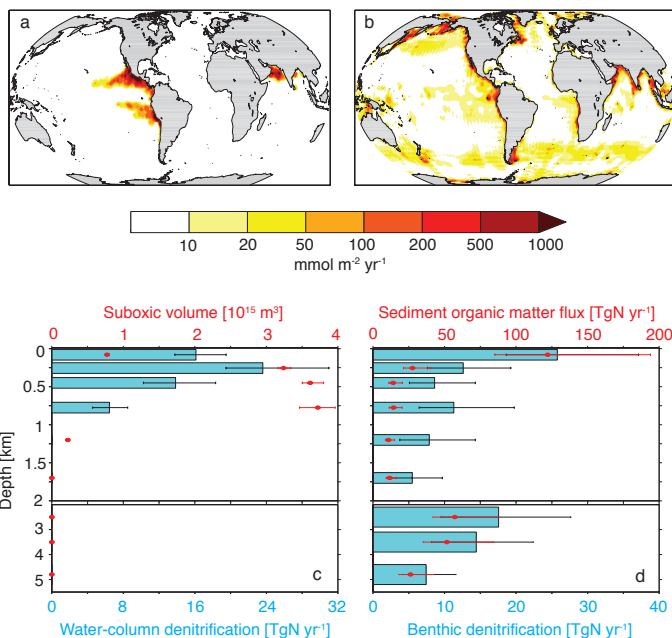 a
b
10 20 50 100 200 500 1000
mmol m⁻² yr⁻¹
Suboxic volume [10¹⁵ m³]
0 1 2 3 4
Sediment organic matter flux [TgN yr⁻¹]
0 50 100 150 200
Depth [km]
0
0.5
1
1.5
2
3
4
5
c
d
0 8 16 24 32
Water-column denitrification [TgN yr⁻¹]
0 10 20 30 40
Benthic denitrification [TgN yr⁻¹]